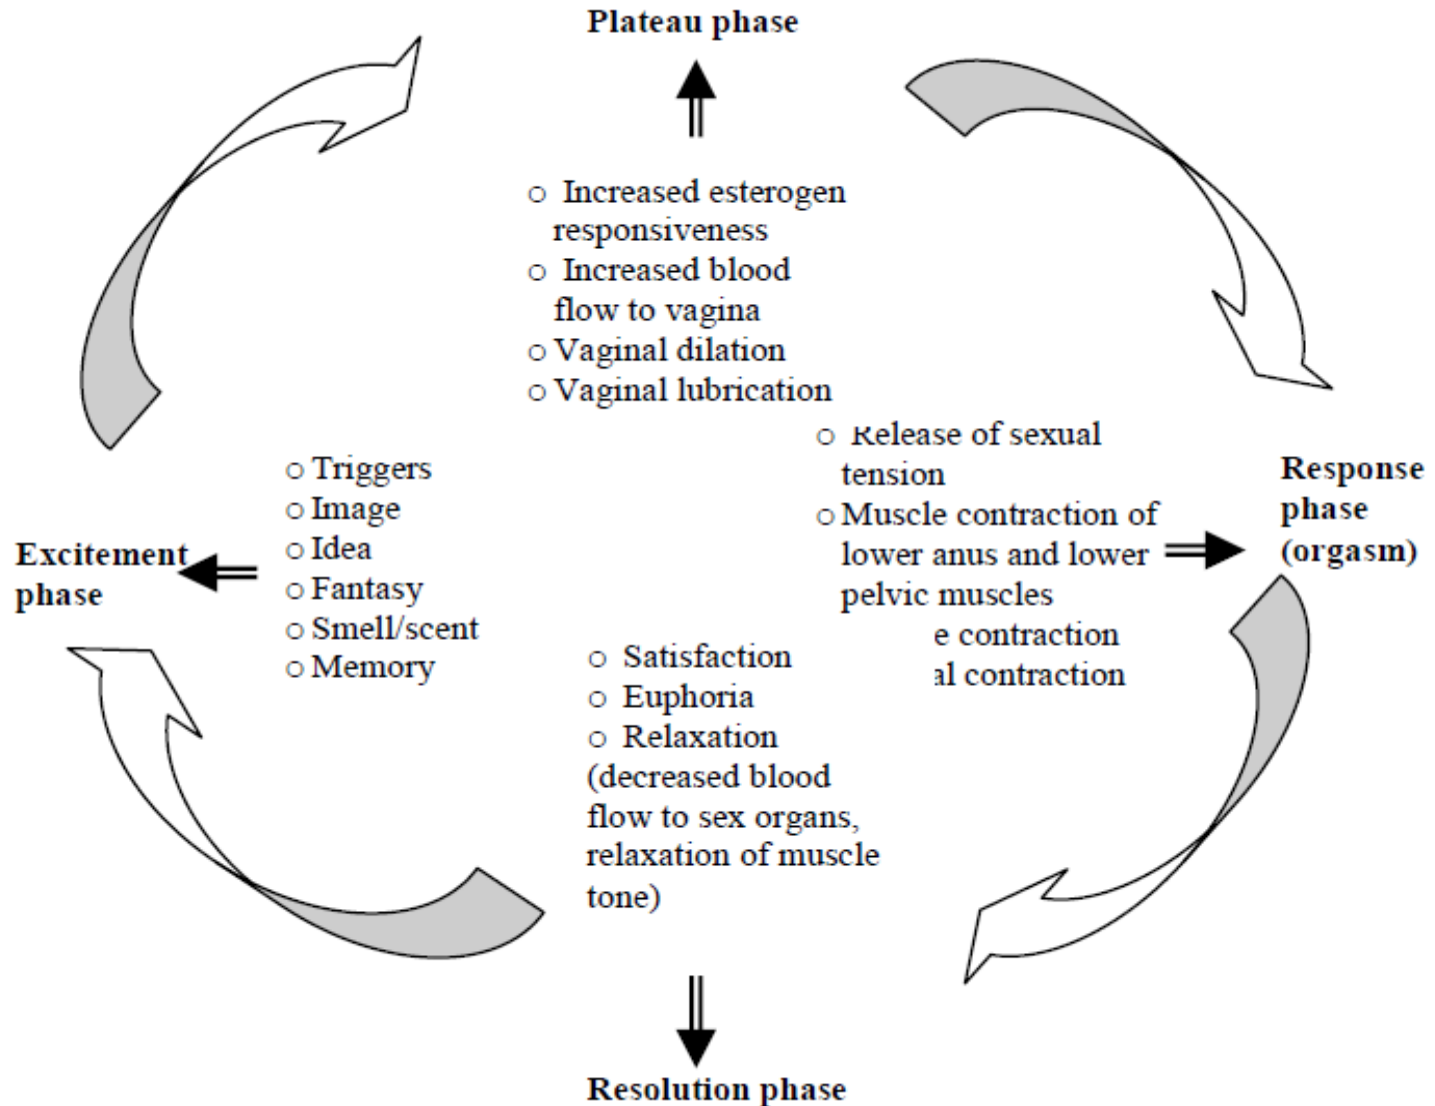 Plateau phase
o Increased esterogen
responsiveness
o Increased blood
flow to vagina
o Vaginal dilation
o Vaginal lubrication
o Release of sexual
tension
o Muscle contraction of
lower anus and lower
pelvic muscles
e contraction
al contraction
Response
phase
(orgasm)
o Triggers
o Image
o Idea
o Fantasy
o Smell/scent
o Memory
Excitement
phase
o Satisfaction
o Euphoria
o Relaxation
(decreased blood
flow to sex organs,
relaxation of muscle
tone)
Resolution phase